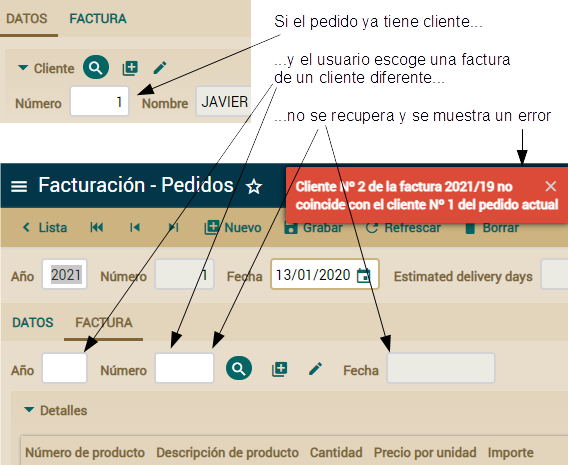 DATOS FACTURA
Si el pedido ya tiene cliente...
Cliente
...y el usuario escoge una factura
de un cliente diferente...
Número 1 Nombre JAVIER
...no se recupera y se muestra un error
Facturación - Pedidos
Cliente Nº 2 de la factura 2021/19 no
coincide con el cliente Nº 1 del pedido actual
Lista Nuevo Grabar Refrescar Borrar
Año 2021 Número 1 Fecha 13/01/2020 Estimated delivery days
DATOS FACTURA
Año Número Fecha
Detalles
Número de producto Descripción de producto Cantidad Precio por unidad Importe